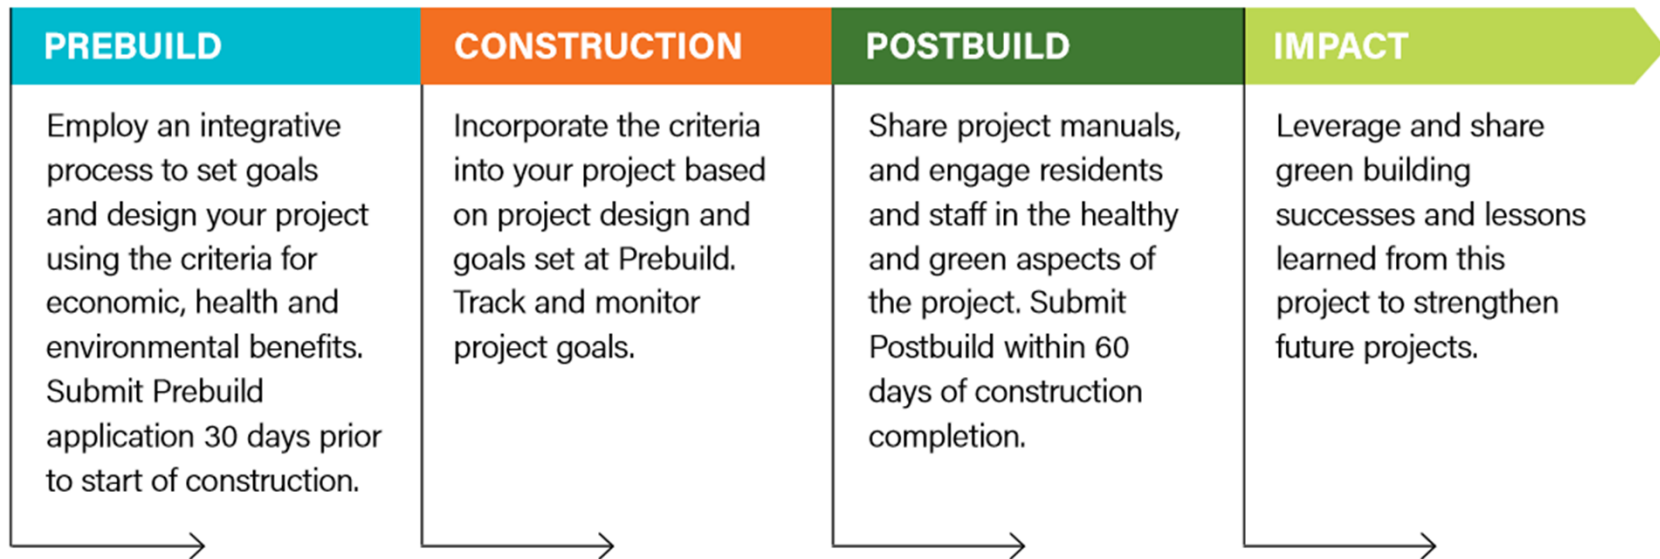 PREBUILD
Employ an integrative
process to set goals
and design your project
using the criteria for
economic, health and
environmental benefits.
Submit Prebuild
application 30 days prior
to start of construction.
CONSTRUCTION
Incorporate the criteria
into your project based
on project design and
goals set at Prebuild.
Track and monitor
project goals.
POSTBUILD
Share project manuals,
and engage residents
and staff in the healthy
and green aspects of
the project. Submit
Postbuild within 60
days of construction
completion.
IMPACT
Leverage and share
green building
successes and lessons
learned from this
project to strengthen
future projects.